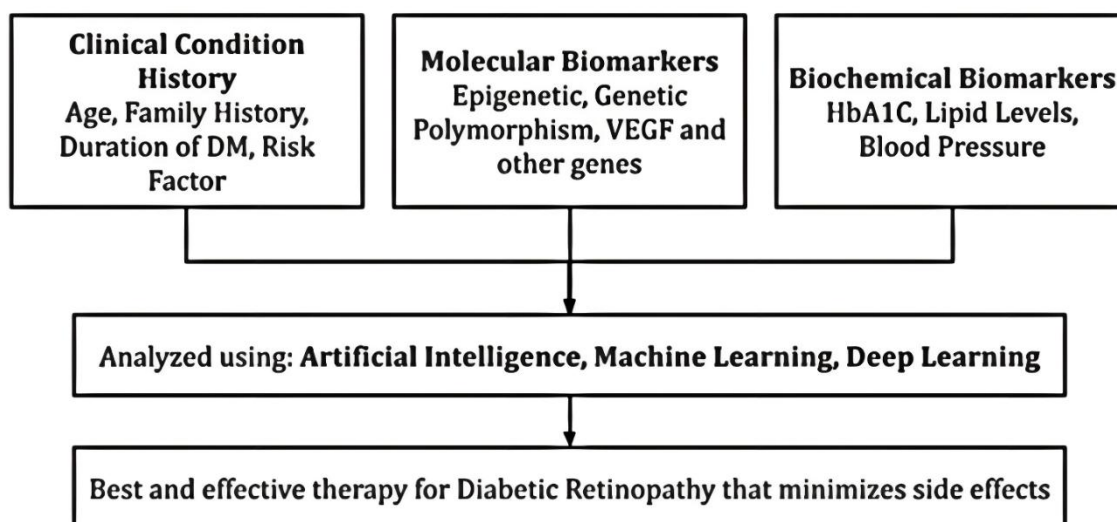 Clinical Condition
History
Age, Family History,
Duration of DM, Risk
Factor
Molecular Biomarkers
Epigenetic, Genetic
Polymorphism, VEGF and
other genes
Biochemical Biomarkers
HbA1C, Lipid Levels,
Blood Pressure
Analyzed using: Artificial Intelligence, Machine Learning, Deep Learning
Best and effective therapy for Diabetic Retinopathy that minimizes side effects